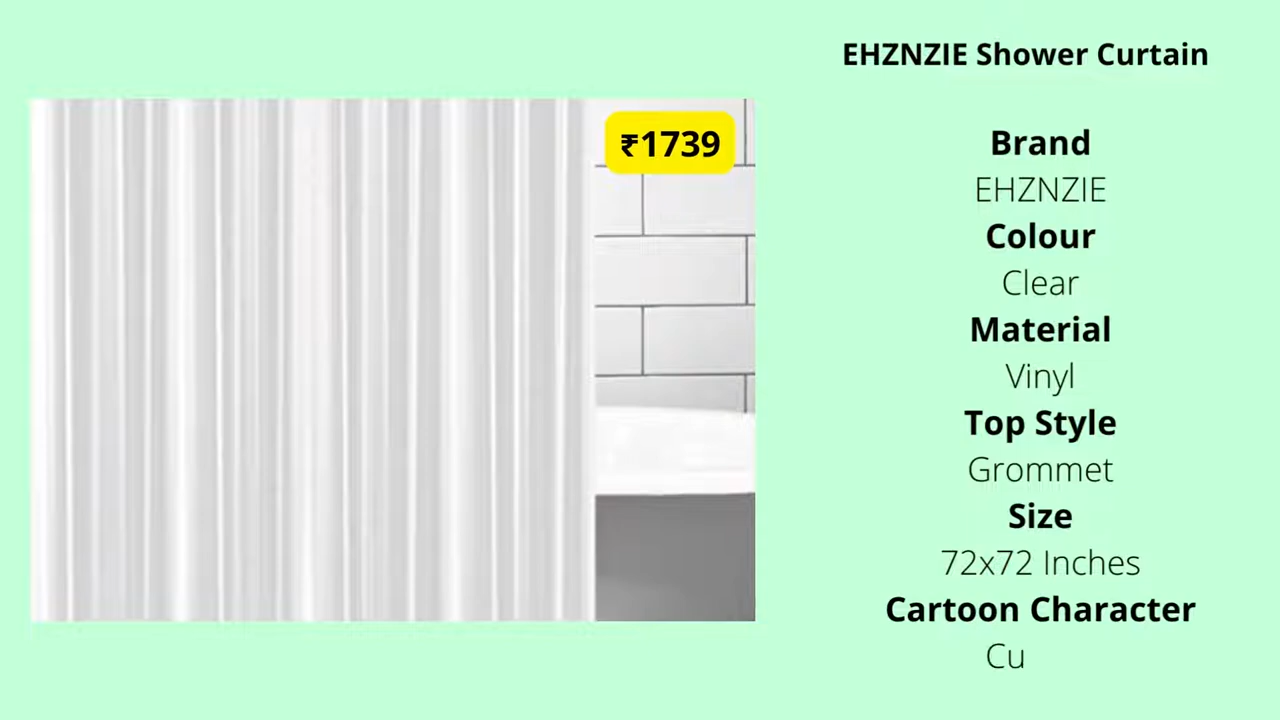 EHZNZIE Shower Curtain
₹1739
Brand
EHZNZIE
Colour
Clear
Material
Vinyl
Top Style
Grommet
Size
72x72 Inches
Cartoon Character
Cu